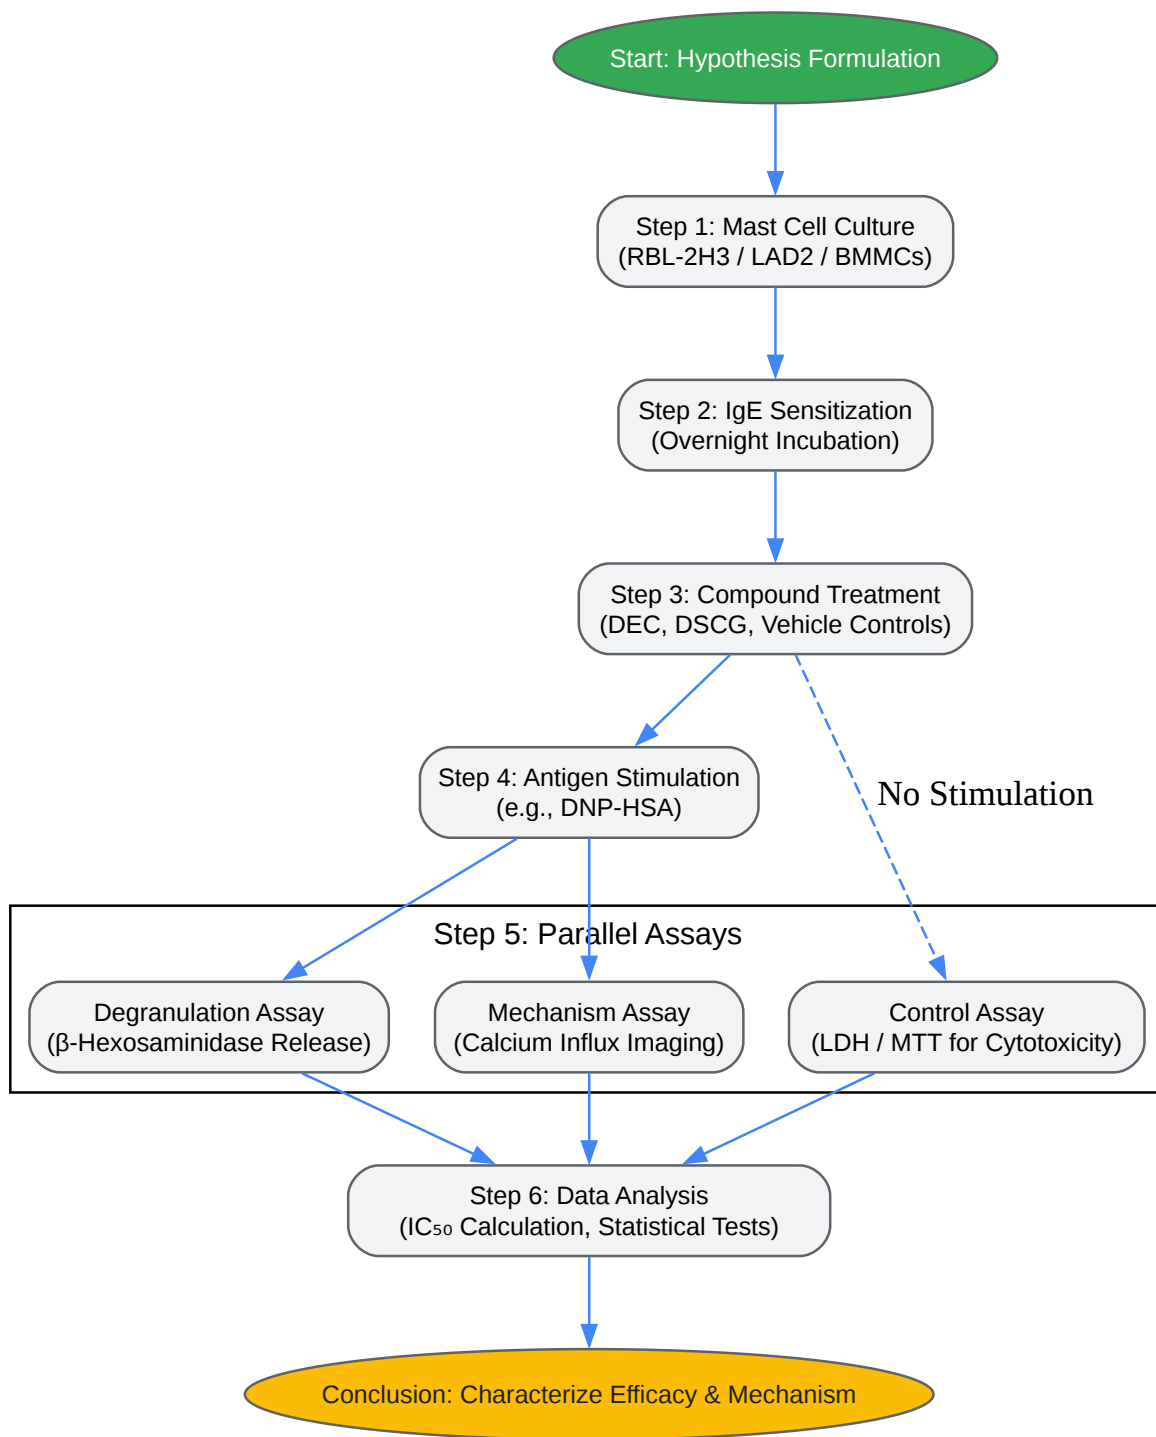 Start: Hypothesis Formulation
Step 1: Mast Cell Culture
(RBL-2H3 / LAD2 / BMMCs)
Step 2: IgE Sensitization
(Overnight Incubation)
Step 3: Compound Treatment
(DEC, DSCG, Vehicle Controls)
Step 4: Antigen Stimulation
(e.g., DNP-HSA)
No Stimulation
Step 5: Parallel Assays
Degranulation Assay
(β-Hexosaminidase Release)
Mechanism Assay
(Calcium Influx Imaging)
Control Assay
(LDH / MTT for Cytotoxicity)
Step 6: Data Analysis
(IC₅₀ Calculation, Statistical Tests)
Conclusion: Characterize Efficacy & Mechanism